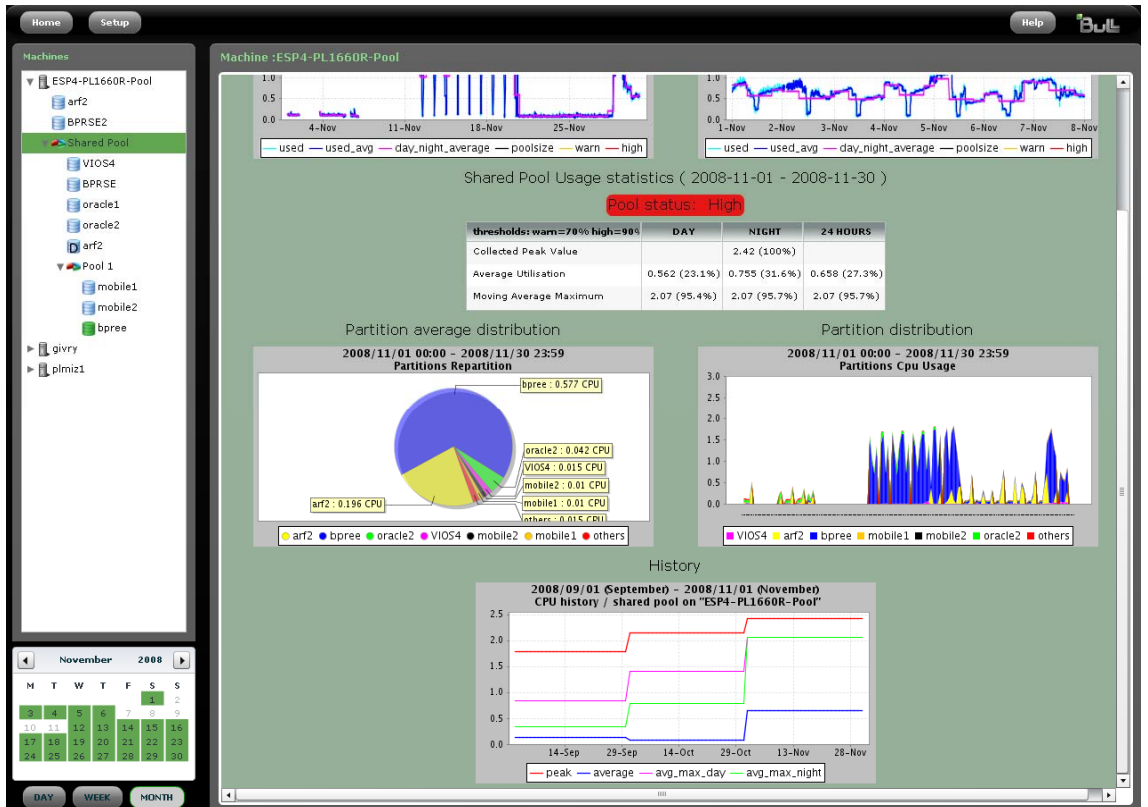 Home Setup Help Bull
Machines
ESP4-PL1660R-Pool
arf2
BPRSE2
Shared Pool
VIOS4
BPRSE
oracle1
oracle2
D arf2
Pool 1
mobile1
mobile2
bpree
givry
plmiz1
November 2008
M T W T F S S
1 2
3 4 5 6 7 8 9
10 11 12 13 14 15 16
17 18 19 20 21 22 23
24 25 26 27 28 29 30
DAY WEEK MONTH
Machine :ESP4-PL1660R-Pool
1.0
0.5
0.0
4-Nov 11-Nov 18-Nov 25-Nov
used used_avg day_night_average poolsize warn high
1.0
0.5
0.0
1-Nov 2-Nov 3-Nov 4-Nov 5-Nov 6-Nov 7-Nov 8-Nov
used used_avg day_night_average poolsize warn high
Shared Pool Usage statistics ( 2008-11-01 - 2008-11-30 )
Pool status: High
thresholds: warn=70% high=90% DAY NIGHT 24 HOURS
Collected Peak Value 2.42 (100%)
Average Utilisation 0.562 (23.1%) 0.755 (31.6%) 0.658 (27.3%)
Moving Average Maximum 2.07 (95.4%) 2.07 (95.7%) 2.07 (95.7%)
Partition average distribution
2008/11/01 00:00 - 2008/11/30 23:59
Partitions Repartition
bpree : 0.577 CPU
oracle2 : 0.042 CPU
VIOS4 : 0.015 CPU
mobile2 : 0.01 CPU
mobile1 : 0.01 CPU
others : 0.015 CPU
arf2 : 0.196 CPU
arf2 bpree oracle2 VIOS4 mobile2 mobile1 others
Partition distribution
2008/11/01 00:00 - 2008/11/30 23:59
Partitions Cpu Usage
3.0
2.5
2.0
1.5
1.0
0.5
0.0
VIOS4 arf2 bpree mobile1 mobile2 oracle2 others
History
2008/09/01 (September) - 2008/11/01 (November)
CPU history / shared pool on "ESP4-PL1660R-Pool"
2.5
2.0
1.5
1.0
0.5
0.0
14-Sep 29-Sep 14-Oct 29-Oct 13-Nov 28-Nov
peak average avg_max_day avg_max_night